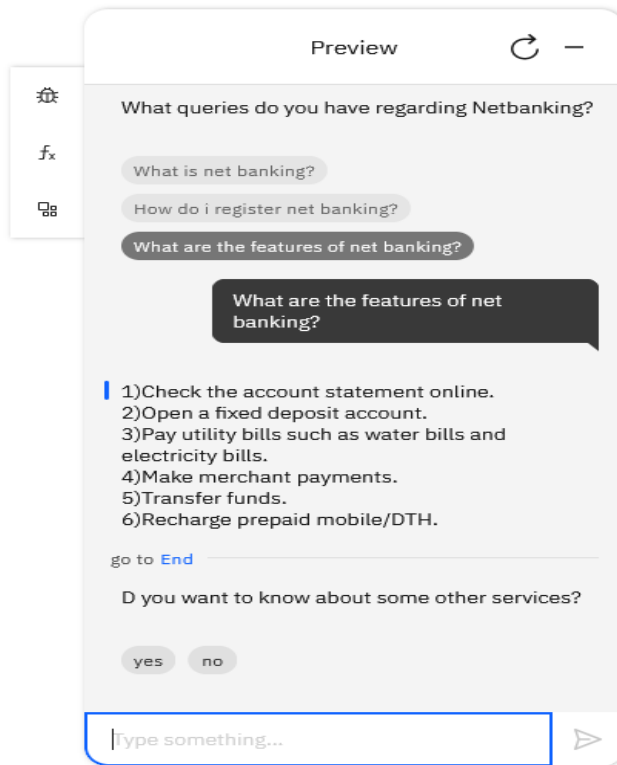 Preview
What queries do you have regarding Netbanking?
fx
What is net banking?
How do i register net banking?
What are the features of net banking?
What are the features of net
banking?
1)Check the account statement online.
2)Open a fixed deposit account.
3)Pay utility bills such as water bills and
electricity bills.
4)Make merchant payments.
5)Transfer funds.
6)Recharge prepaid mobile/DTH.
go to End
D you want to know about some other services?
yes no
Type something...